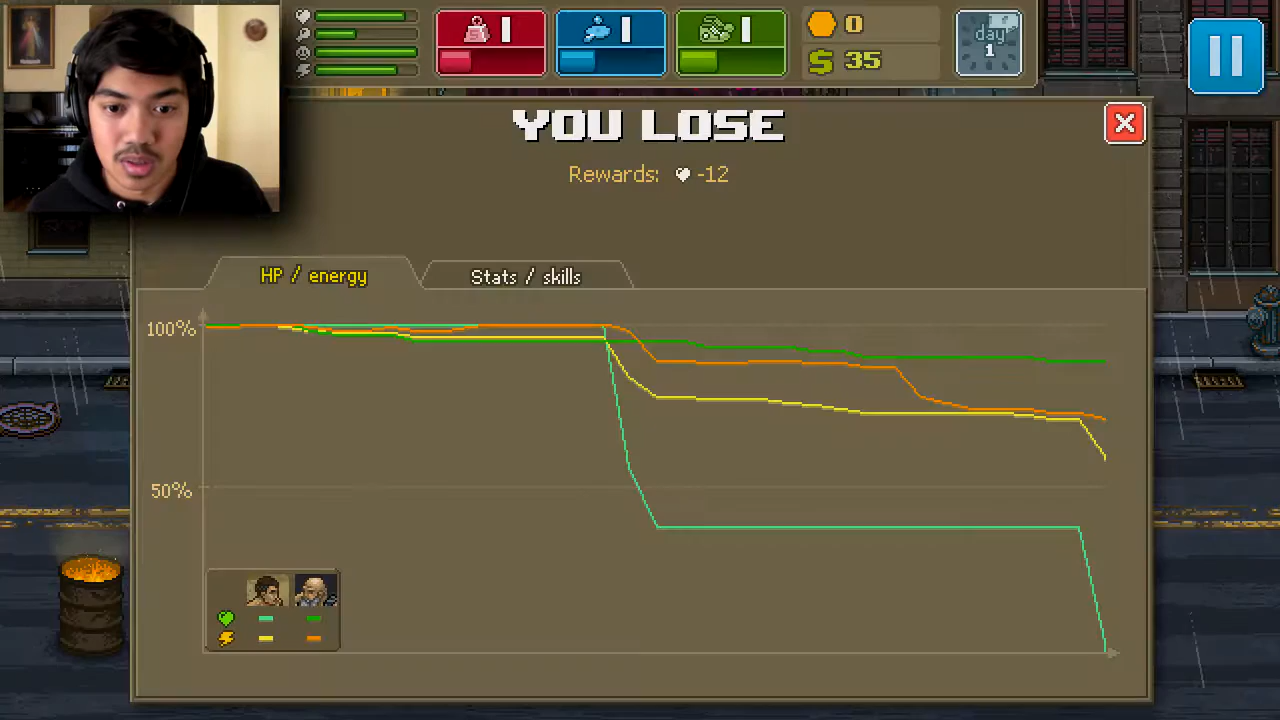 1 1 1 0
day
1
$ 35
YOU LOSE
Rewards: -12
HP / energy Stats / skills
100%
50%